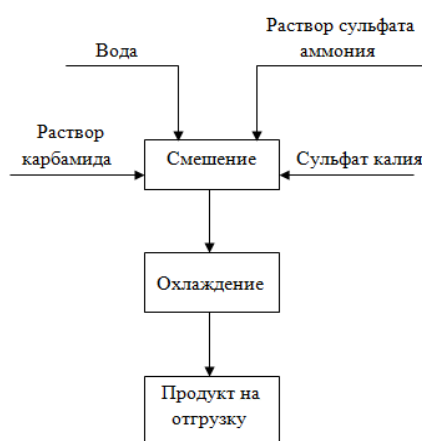 Раствор сульфата
аммония
Вода
Раствор
карбамида
Смешение
Сульфат калия
Охлаждение
Продукт на
отгрузку